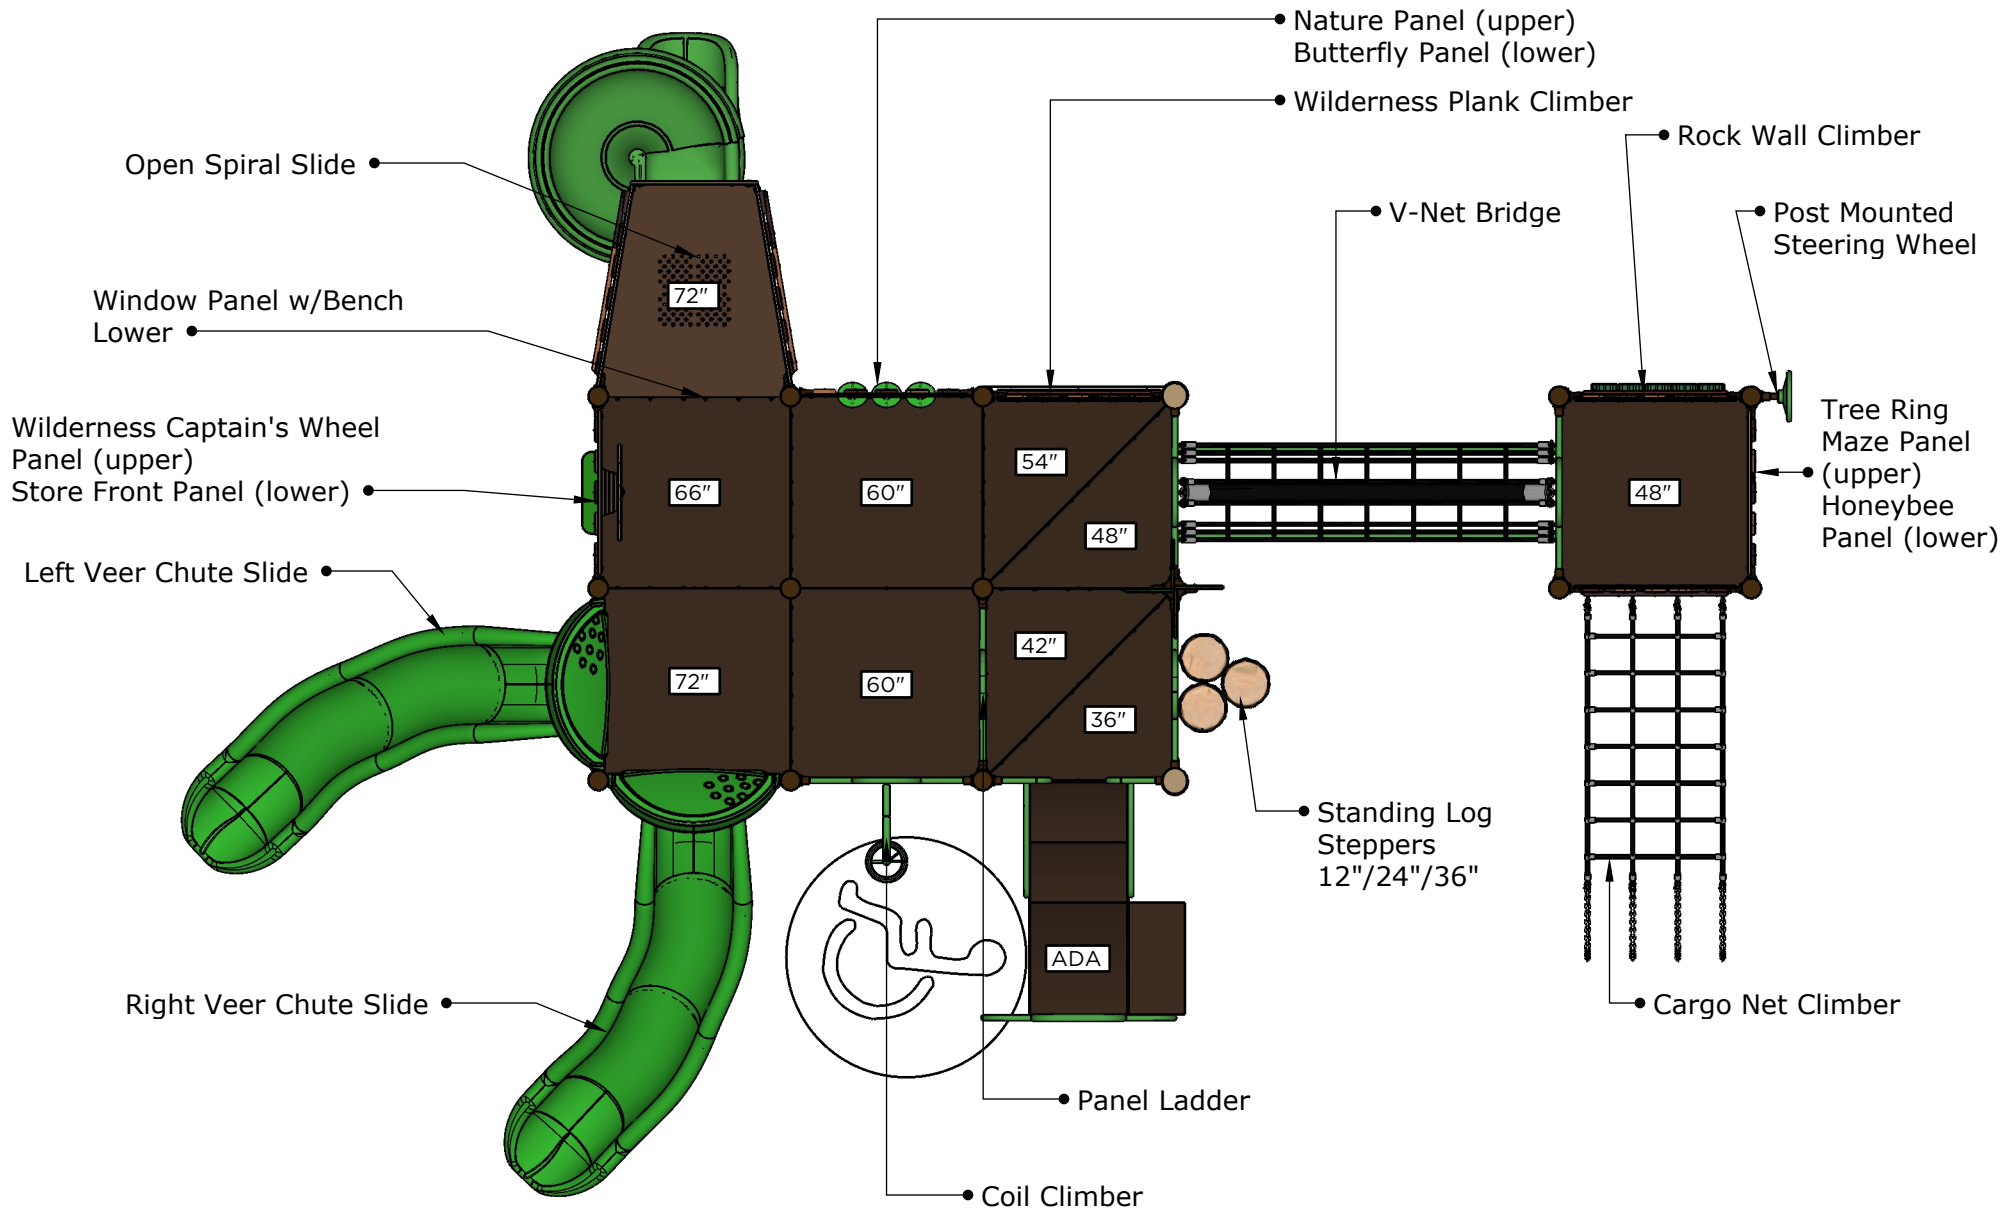 Nature Panel (upper)
Butterfly Panel (lower)
Wilderness Plank Climber
Rock Wall Climber
Open Spiral Slide
V-Net Bridge
Post Mounted
Steering Wheel
72"
Window Panel w/Bench
Lower
Wilderness Captain's Wheel
Panel (upper)
Store Front Panel (lower)
66"
60"
54"
48"
48"
Tree Ring
Maze Panel
(upper)
Honeybee
Panel (lower)
Left Veer Chute Slide
72"
60"
42"
36"
Standing Log
Steppers
12"/24"/36"
ADA
Right Veer Chute Slide
Cargo Net Climber
Panel Ladder
Coil Climber